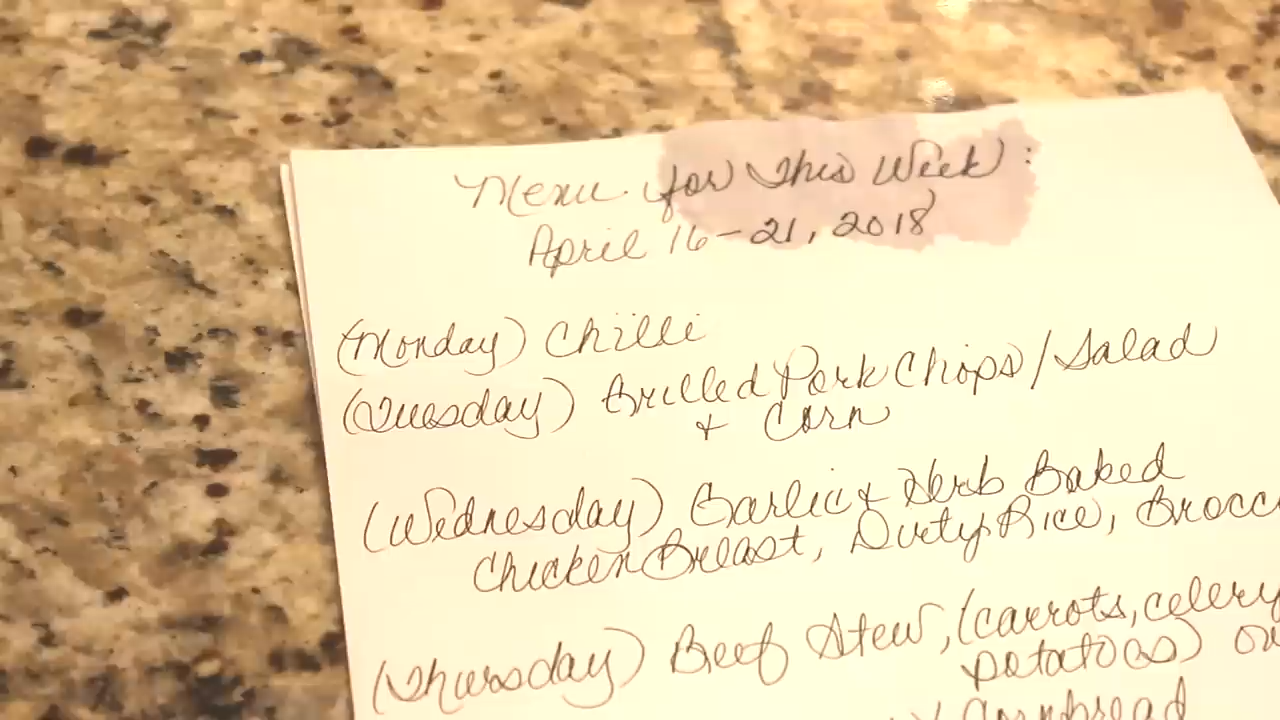 Menu for This Week:
April 16-21, 2018
(Monday) Chilli
(Tuesday) Grilled Pork Chops/Salad
+ Corn
(Wednesday) Garlic + Herb Baked
Chicken Breast, Dirty Rice, Brocc
(Thursday) Beef Stew, (carrots, celery
potatoes)
Cornbread